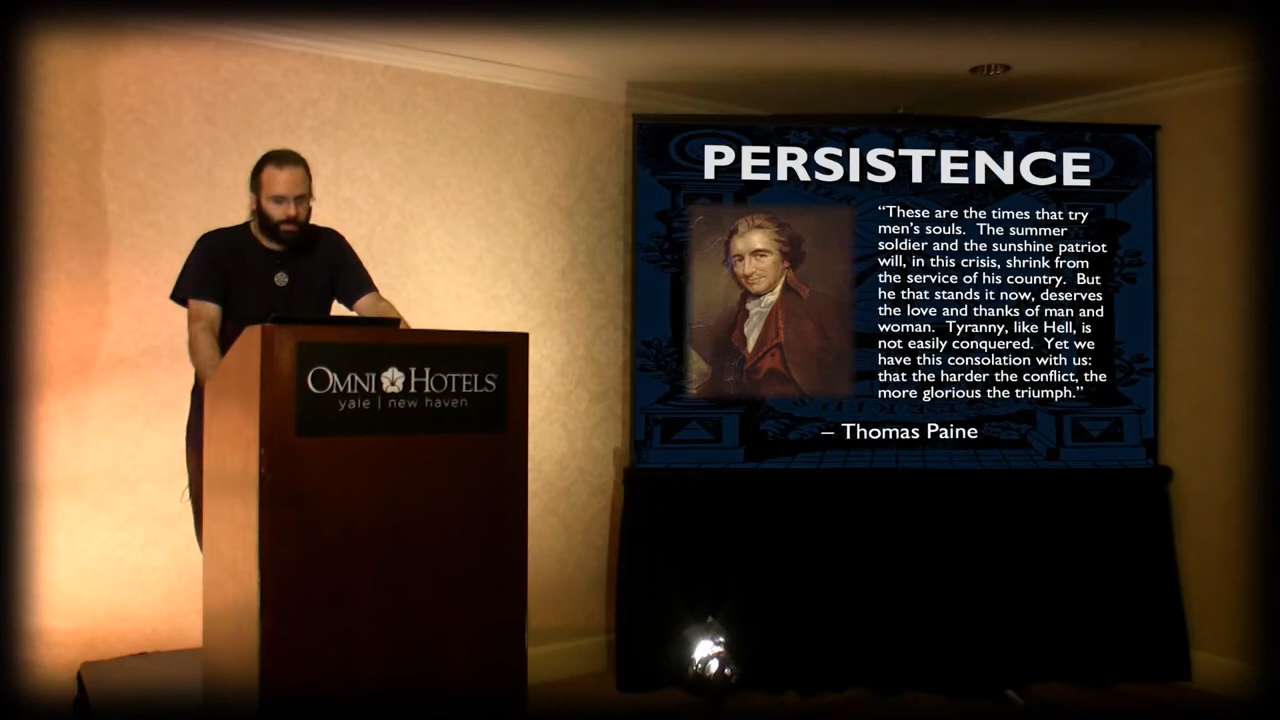 OMNI HOTELS
yale | new haven
PERSISTENCE
“These are the times that try
men’s souls.  The summer
soldier and the sunshine patriot
will, in this crisis, shrink from
the service of his country.  But
he that stands it now, deserves
the love and thanks of man and
woman.  Tyranny, like Hell, is
not easily conquered.  Yet we
have this consolation with us:
that the harder the conflict, the
more glorious the triumph.”
– Thomas Paine